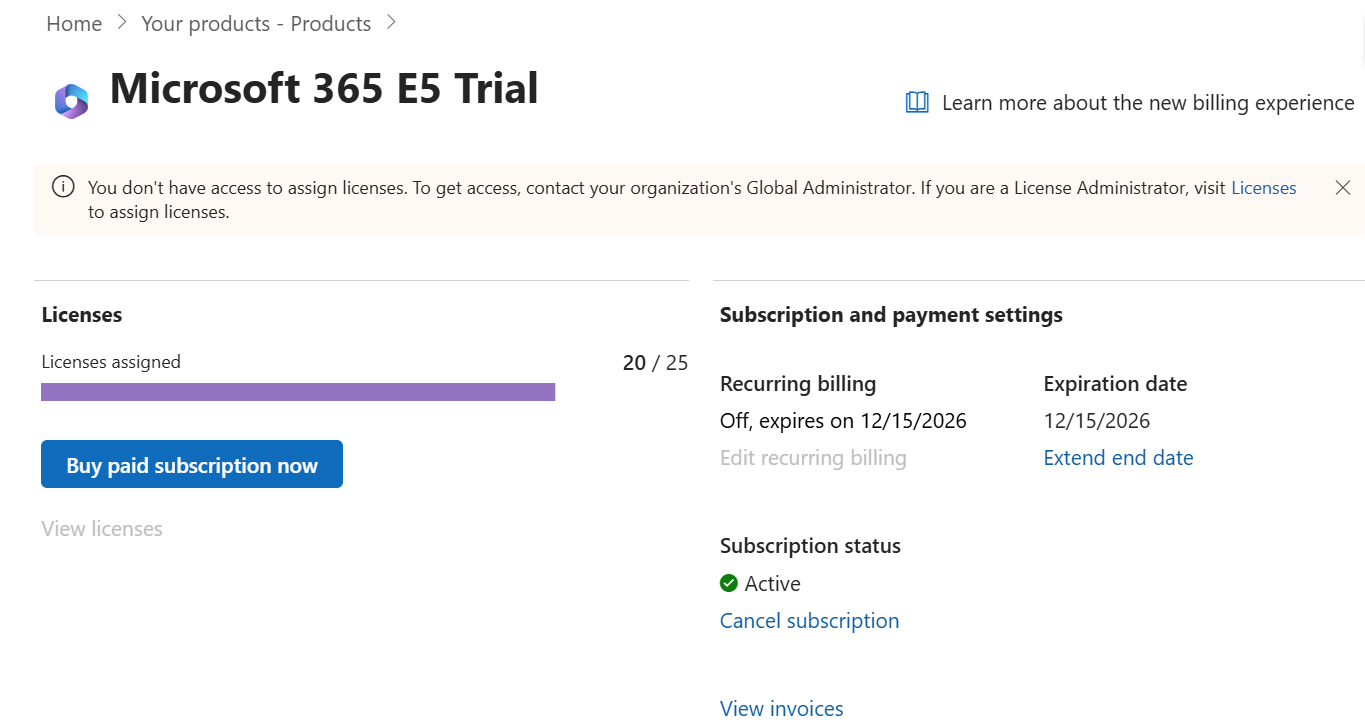 Home > Your products - Products >
Microsoft 365 E5 Trial
Learn more about the new billing experience
You don't have access to assign licenses. To get access, contact your organization's Global Administrator. If you are a License Administrator, visit Licenses
to assign licenses.
Licenses
Licenses assigned
20 / 25
Buy paid subscription now
View licenses
Subscription and payment settings
Recurring billing
Off, expires on 12/15/2026
Edit recurring billing
Expiration date
12/15/2026
Extend end date
Subscription status
Active
Cancel subscription
View invoices